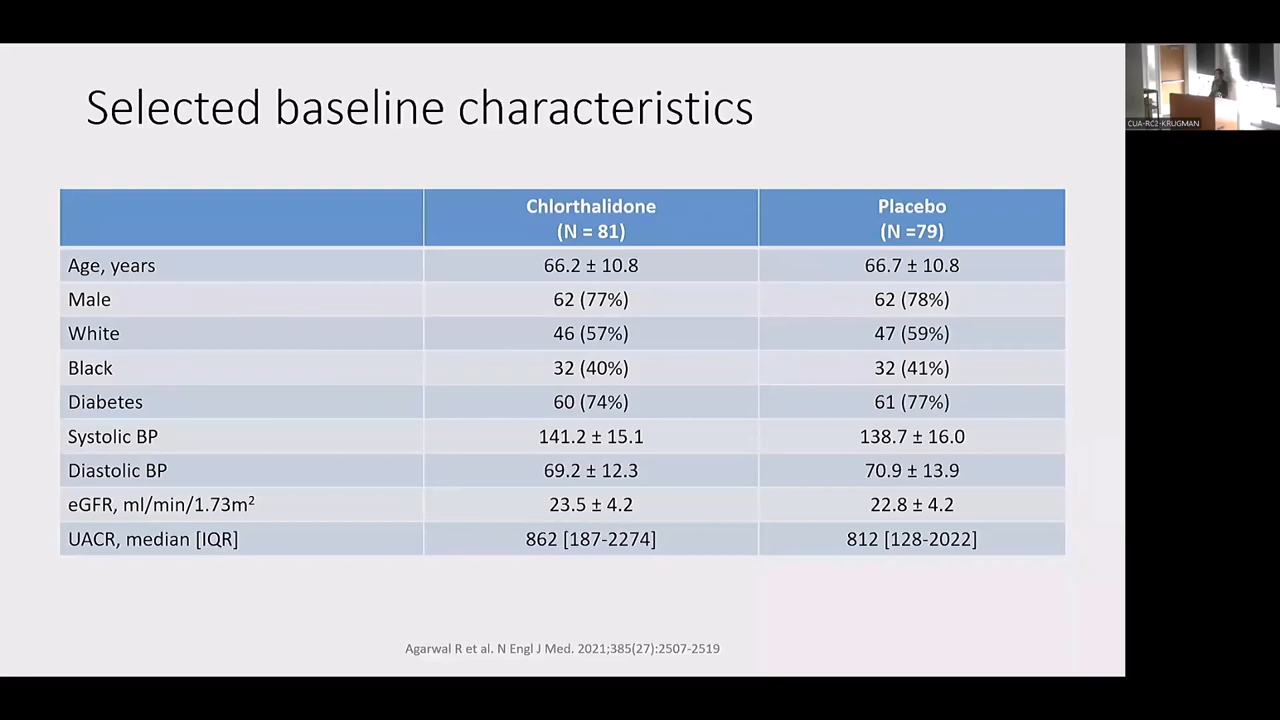 Selected baseline characteristics
CUA-RC2-KRUGMAN
Chlorthalidone Placebo
(N = 81) (N =79)
Age, years 66.2 ± 10.8 66.7 ± 10.8
Male 62 (77%) 62 (78%)
White 46 (57%) 47 (59%)
Black 32 (40%) 32 (41%)
Diabetes 60 (74%) 61 (77%)
Systolic BP 141.2 ± 15.1 138.7 ± 16.0
Diastolic BP 69.2 ± 12.3 70.9 ± 13.9
eGFR, ml/min/1.73m² 23.5 ± 4.2 22.8 ± 4.2
UACR, median [IQR] 862 [187-2274] 812 [128-2022]
Agarwal R et al. N Engl J Med. 2021;385(27):2507-2519